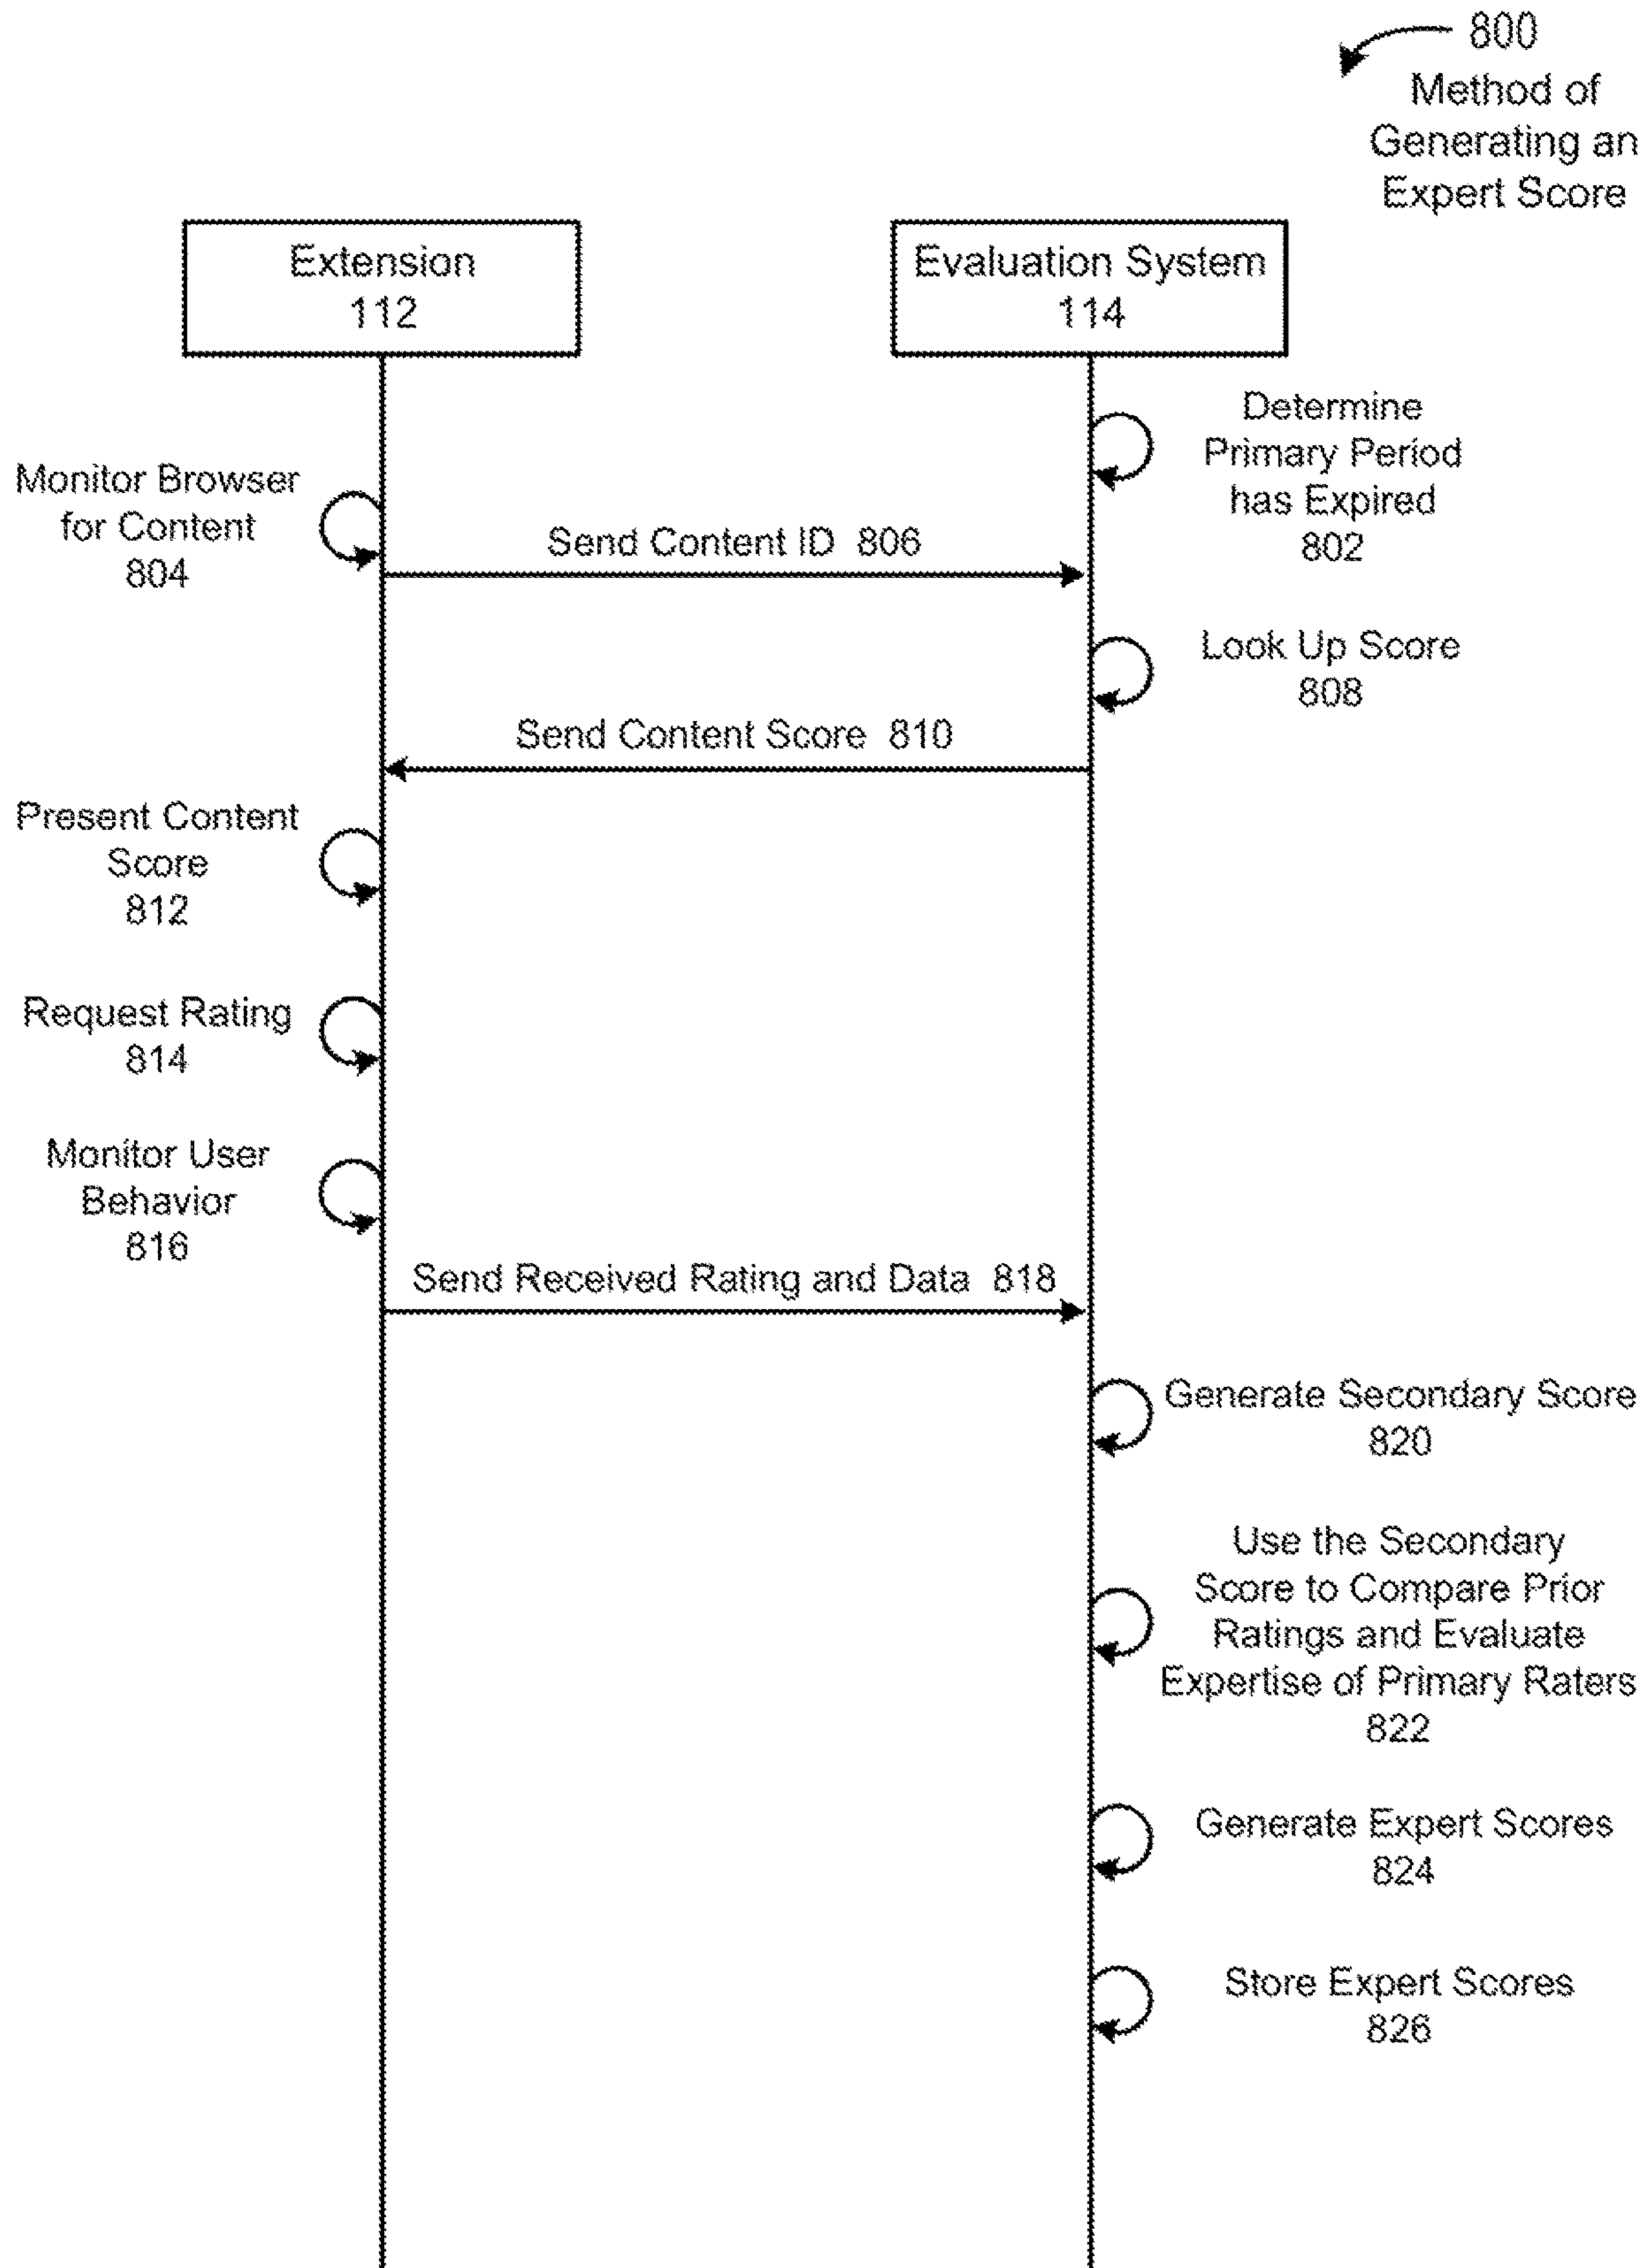 800
Method of
Generating an
Expert Score
Extension
112
Evaluation System
114
Determine
Primary Period
has Expired
802
Monitor Browser
for Content
804
Send Content ID 806
Look Up Score
808
Send Content Score 810
Present Content
Score
812
Request Rating
814
Monitor User
Behavior
816
Send Received Rating and Data 818
Generate Secondary Score
820
Use the Secondary
Score to Compare Prior
Ratings and Evaluate
Expertise of Primary Raters
822
Generate Expert Scores
824
Store Expert Scores
826